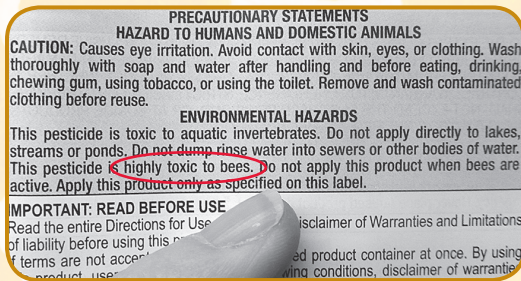 PRECAUTIONARY STATEMENTS
HAZARD TO HUMANS AND DOMESTIC ANIMALS
CAUTION: Causes eye irritation. Avoid contact with skin, eyes, or clothing. Wash
thoroughly with soap and water after handling and before eating, drinking,
chewing gum, using tobacco, or using the toilet. Remove and wash contaminated
clothing before reuse.
ENVIRONMENTAL HAZARDS
This pesticide is toxic to aquatic invertebrates. Do not apply directly to lakes,
streams or ponds. Do not dump rinse water into sewers or other bodies of water.
This pesticide is highly toxic to bees. Do not apply this product when bees are
active. Apply this product only as specified on this label.
IMPORTANT: READ BEFORE USE
Read the entire Directions for Use isclaimer of Warranties and Limitations
of liability before using this
f terms are not accep ed product container at once. By using
product, use wing conditions, disclaimer of warranties